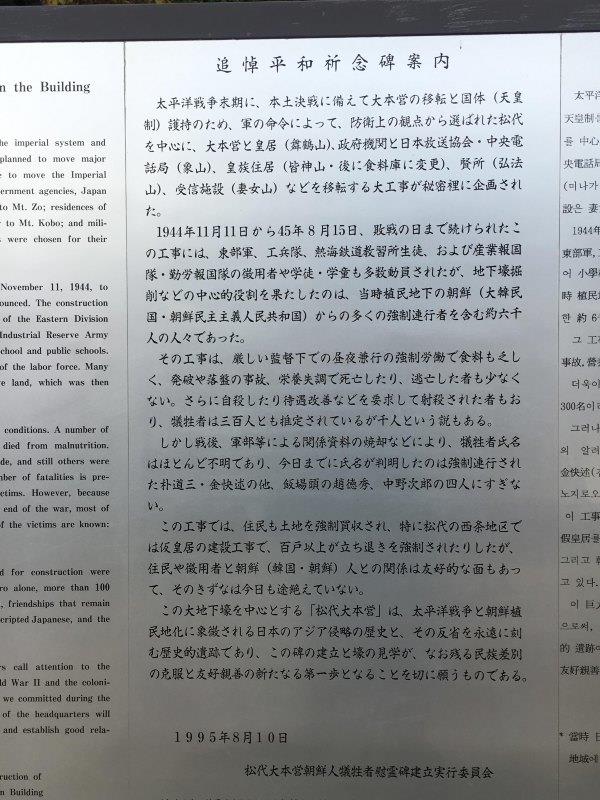 n the Building
he imperial system and
planned to move major
e to move the Imperial
ernment agencies, Japan
to Mt. Zo; residences of
r to Mt. Kobo; and mili-
s were chosen for their
November 11, 1944, to
ounced. The construction
of the Eastern Division
Industrial Reserve Army
chool and public schools.
of the labor force. Many
ve land, which was then
conditions. A number of
died from malnutrition.
de, and still others were
mber of fatalities is pre-
ctims. However, because
end of the war, most of
of the victims are known:
d for construction were
ro alone, more than 100
, friendships that remain
cripted Japanese, and the
rs call attention to the
ld War II and the coloni-
we committed during the
of the headquarters will
and establish good rela-
ruction of
n Building
追悼平和祈念碑案内
太平洋戦争末期に、本土決戦に備えて大本営の移転と国体（天皇
制）護持のため、軍の命令によって、防衛上の観点から選ばれた松代
を中心に、大本営と皇居（舞鶴山）、政府機関と日本放送協会・中央電
話局（象山）、皇族住居（皆神山・後に食料庫に変更）、賢所（弘法
山）、受信施設（妻女山）などを移転する大工事が秘密裡に企画され
た。
1944年11月11日から45年8月15日、敗戦の日まで続けられたこ
の工事には、東部軍、工兵隊、熱海鉄道教習所生徒、および産業報国
隊・勤労報国隊の徴用者や学徒・学童も多数動員されたが、地下壕掘
削などの中心的役割を果たしたのは、当時植民地下の朝鮮（大韓民
国・朝鮮民主主義人民共和国）からの多くの強制連行者を含む約六千
人の人々であった。
その工事は、厳しい監督下での昼夜兼行の強制労働で食料も乏し
く、発破や落盤の事故、栄養失調で死亡したり、逃亡した者も少なく
ない。さらに自殺したり待遇改善などを要求して射殺された者もお
り、犠牲者は三百人とも推定されているが千人という説もある。
しかし戦後、軍部等による関係資料の焼却などにより、犠牲者氏名
はほとんど不明であり、今日までに氏名が判明したのは強制連行され
た朴道三・金快述の他、飯場頭の趙徳秀、中野次郎の四人にすぎな
い。
この工事では、住民も土地を強制買収され、特に松代の西条地区で
は仮皇居の建設工事で、百戸以上が立ち退きを強制されたりしたが、
住民や徴用者と朝鮮（韓国・朝鮮）人との関係は友好的な面もあっ
て、そのきずなは今日も途絶えていない。
この大地下壕を中心とする「松代大本営」は、太平洋戦争と朝鮮植
民地化に象徴される日本のアジア侵略の歴史と、その反省を永遠に刻
む歴史的遺跡であり、この碑の建立と壕の見学が、なお残る民族差別
の克服と友好親善の新たなる第一歩となることを切に願うものである。
1995年8月10日
松代大本営朝鮮人犠牲者慰霊碑建立実行委員会
太平洋
天皇制
를 中心
央電話局
(미나가
設은 妻
1944年
東部軍,
어 小學
時 植民
한 約 6
그 工事
事故, 營
더욱이
300名이
그러나
의 알려
金快述(
노지로오
이 工事
假皇居를
그리고
고 있다.
이 巨
으로써,
的 遺跡
友好親善
* 當時 日
地域에